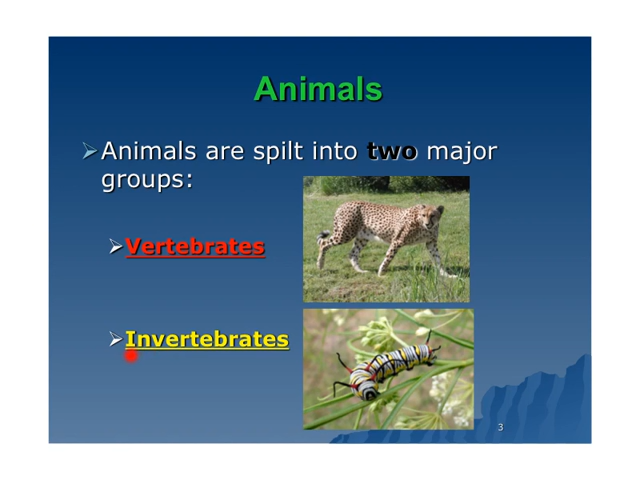 Animals
Animals are spilt into two major
groups:
Vertebrates
Invertebrates
3